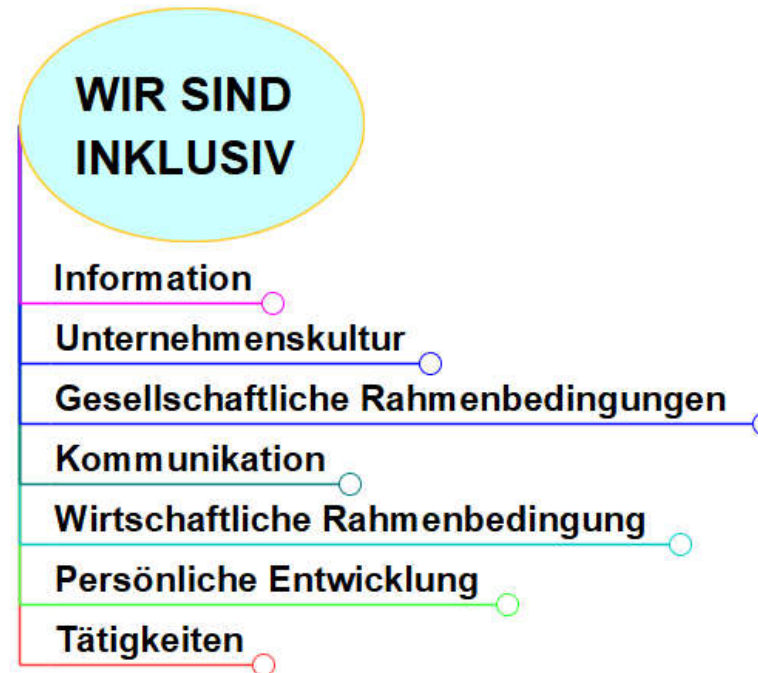 WIR SIND
INKLUSIV
Information
Unternehmenskultur
Gesellschaftliche Rahmenbedingungen
Kommunikation
Wirtschaftliche Rahmenbedingung
Persönliche Entwicklung
Tätigkeiten